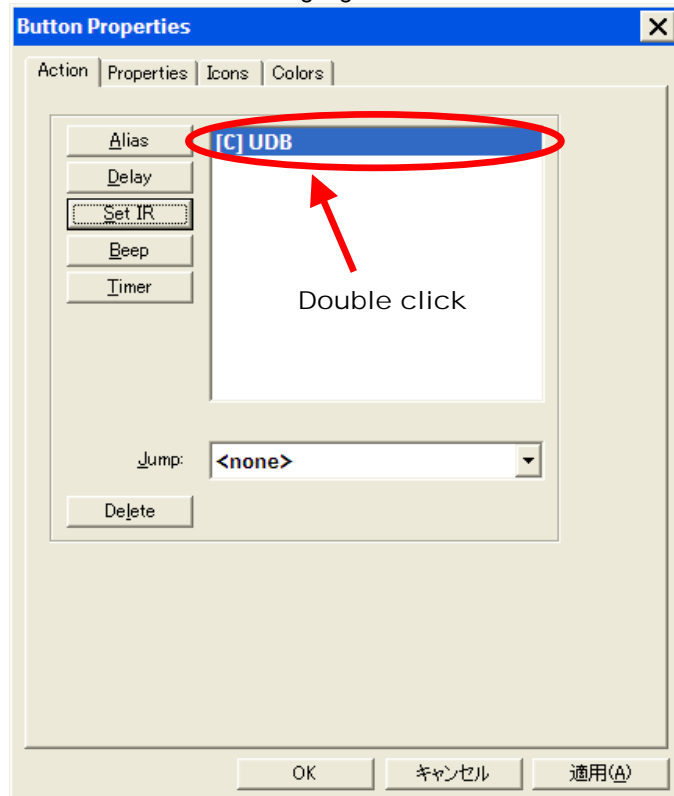 Button Properties
Action Properties Icons Colors
Alias
[C] UDB
Delay
Set IR
Beep
Timer
Double click
Jump:
<none>
Delete
OK キャンセル 適用(A)